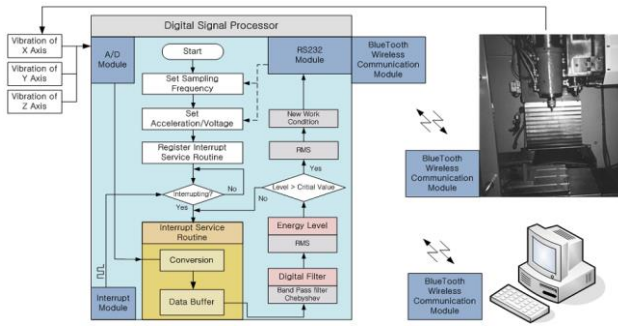 Digital Signal Processor
Vibration of
X Axis
Vibration of
Y Axis
Vibration of
Z Axis
A/D
Module
Start
Set Sampling
Frequency
Set
Acceleration/Voltage
Register Interrupt
Service Routine
Interrupting?
No
Yes
Interrupt Service
Routine
Conversion
Data Buffer
Interrupt
Module
RS232
Module
New Work
Condition
RMS
Yes
Level > Critial Value
No
Energy Level
RMS
Digital Filter
Band Pass filter
Chebyshev
BlueTooth
Wireless
Communication
Module
BlueTooth
Wireless
Communication
Module
BlueTooth
Wireless
Communication
Module